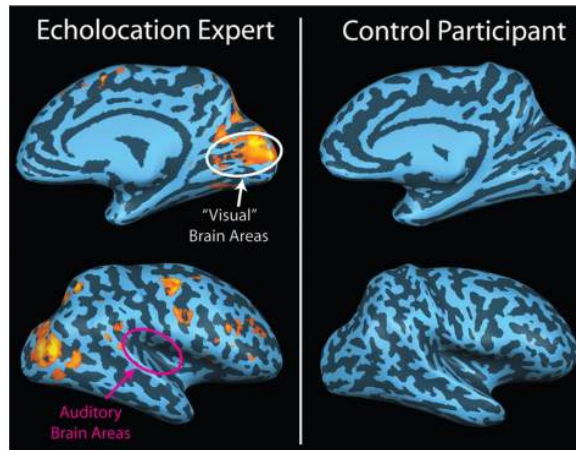 Echolocation Expert
Control Participant
"Visual"
Brain Areas
Auditory
Brain Areas